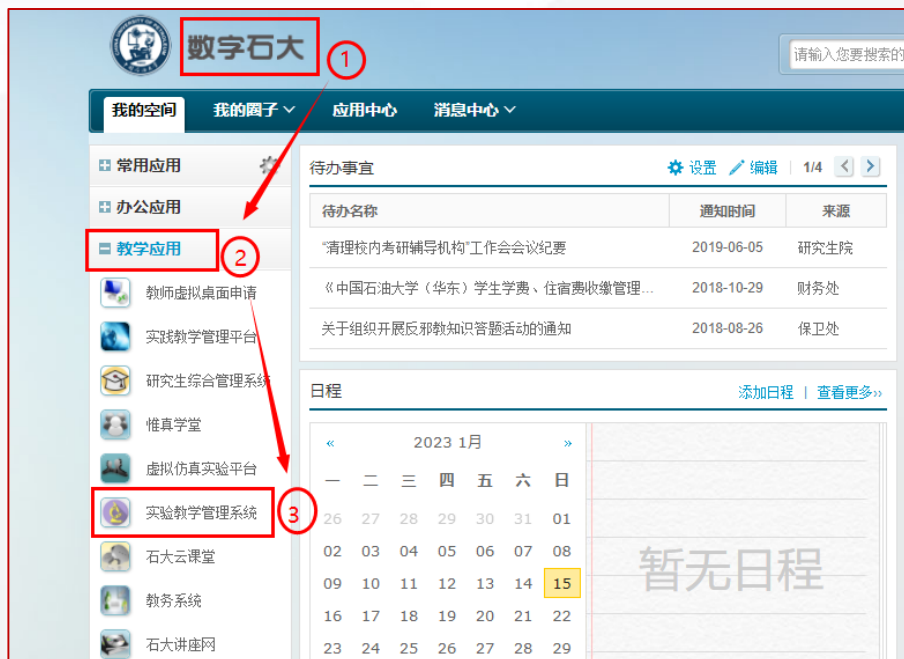 数字石大
①
请输入您要搜索的
我的空间 我的圈子 应用中心 消息中心
常用应用
办公应用
教学应用
②
教师虚拟桌面申请
实践教学管理平台
研究生综合管理系统
惟真学堂
虚拟仿真实验平台
实验教学管理系统
③
石大云课堂
教务系统
石大讲座网
待办事宜 设置 编辑 1/4
待办名称 通知时间 来源
“清理校内考研辅导机构”工作会会议纪要 2019-06-05 研究生院
《中国石油大学（华东）学生学费、住宿费收缴管理... 2018-10-29 财务处
关于组织开展反邪教知识答题活动的通知 2018-08-26 保卫处
日程 添加日程 | 查看更多››
« 2023 1月 »
一 二 三 四 五 六 日
26 27 28 29 30 31 01
02 03 04 05 06 07 08
09 10 11 12 13 14 15
16 17 18 19 20 21 22
23 24 25 26 27 28 29
暂无日程